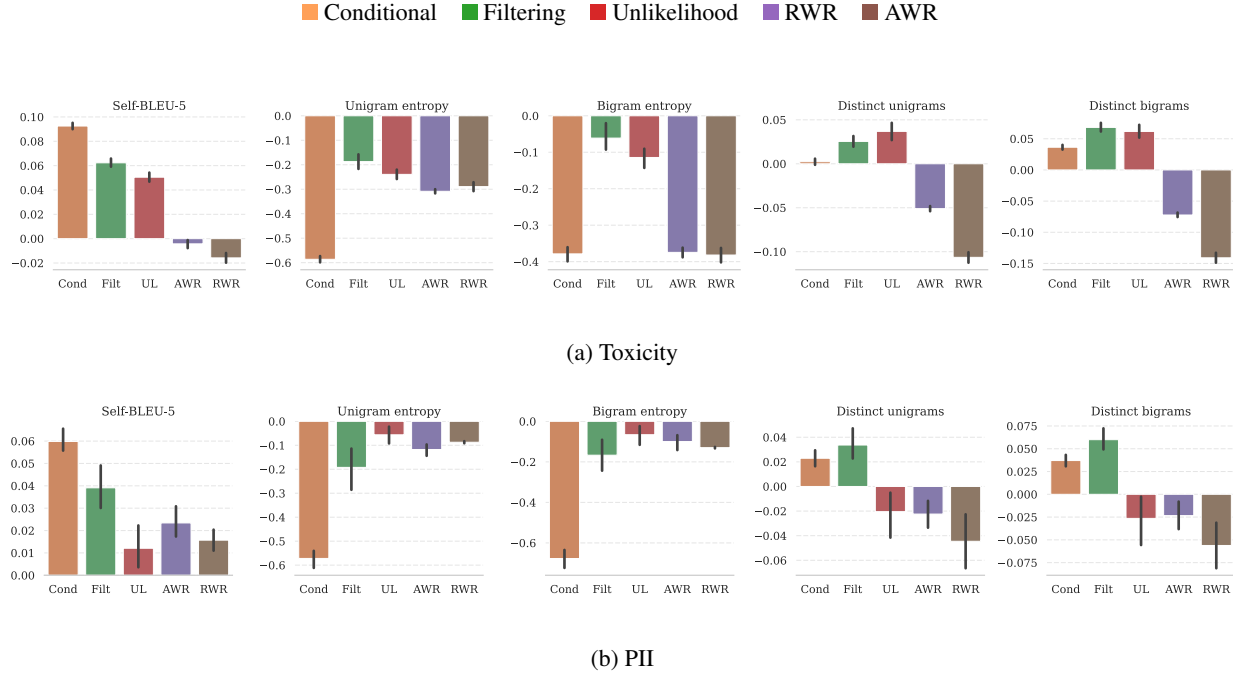 Conditional Filtering Unlikelihood RWR AWR
Self-BLEU-5 Unigram entropy Bigram entropy Distinct unigrams Distinct bigrams
0.10 0.08 0.06 0.04 0.02 0.00 −0.02
0.0 −0.1 −0.2 −0.3 −0.4 −0.5 −0.6
0.0 −0.1 −0.2 −0.3 −0.4
0.05 0.00 −0.05 −0.10
0.05 0.00 −0.05 −0.10 −0.15
Cond Filt UL AWR RWR Cond Filt UL AWR RWR Cond Filt UL AWR RWR Cond Filt UL AWR RWR Cond Filt UL AWR RWR
(a) Toxicity
Self-BLEU-5 Unigram entropy Bigram entropy Distinct unigrams Distinct bigrams
0.06 0.05 0.04 0.03 0.02 0.01 0.00
0.0 −0.1 −0.2 −0.3 −0.4 −0.5 −0.6
0.0 −0.2 −0.4 −0.6
0.04 0.02 0.00 −0.02 −0.04 −0.06
0.075 0.050 0.025 0.000 −0.025 −0.050 −0.075
Cond Filt UL AWR RWR Cond Filt UL AWR RWR Cond Filt UL AWR RWR Cond Filt UL AWR RWR Cond Filt UL AWR RWR
(b) PII